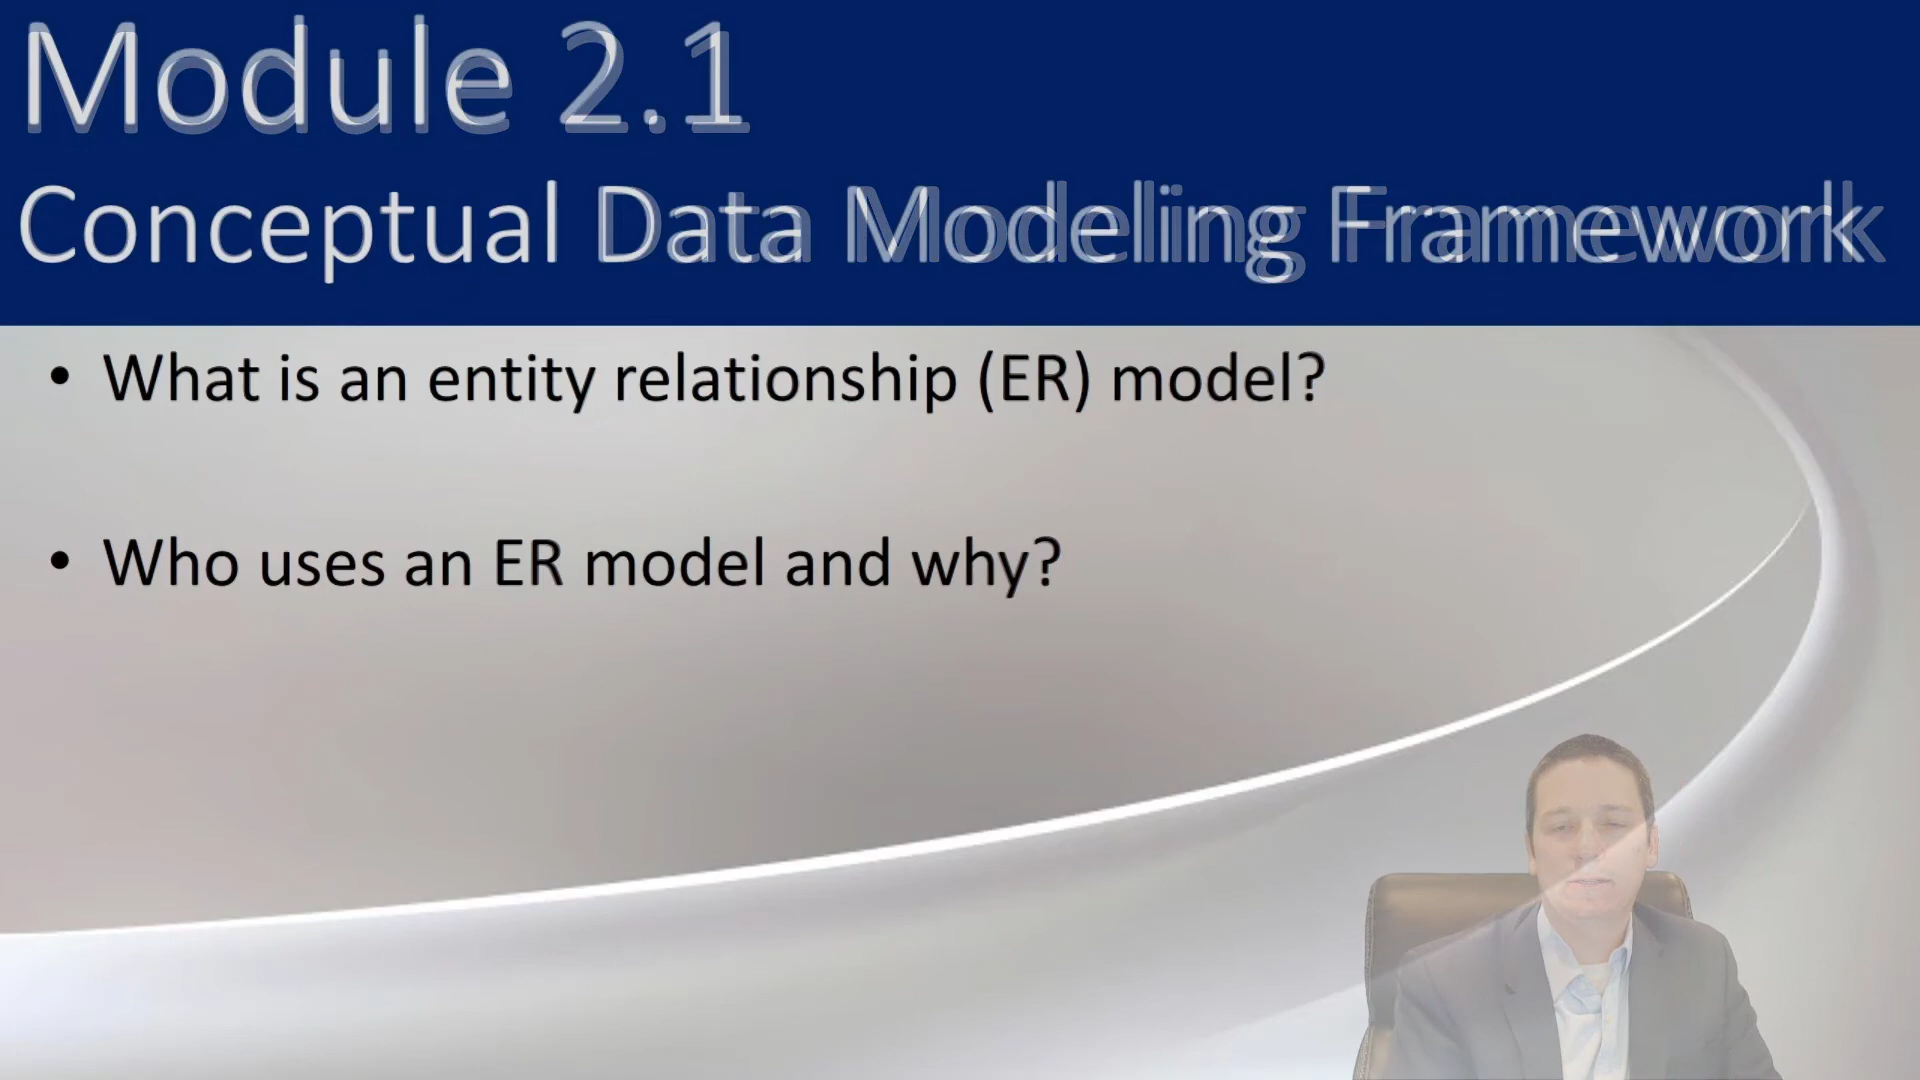 Module 2.1
Conceptual Data Modeling Framework
• What is an entity relationship (ER) model?
• Who uses an ER model and why?